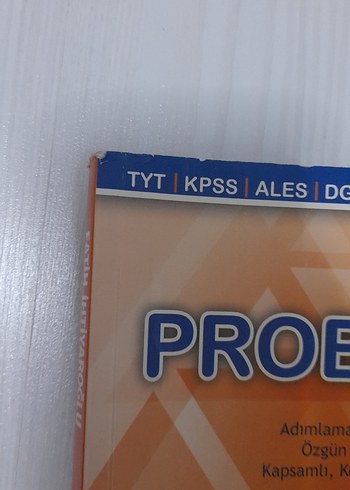 TYT | KPSS | ALES | DG
PROB
Adımlama
Özgün
Kapsamlı, K